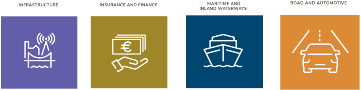 INFRASTRUCTURE
INSURANCE AND FINANCE
MARITIME AND
INLAND WATERWAYS
ROAD AND AUTOMOTIVE